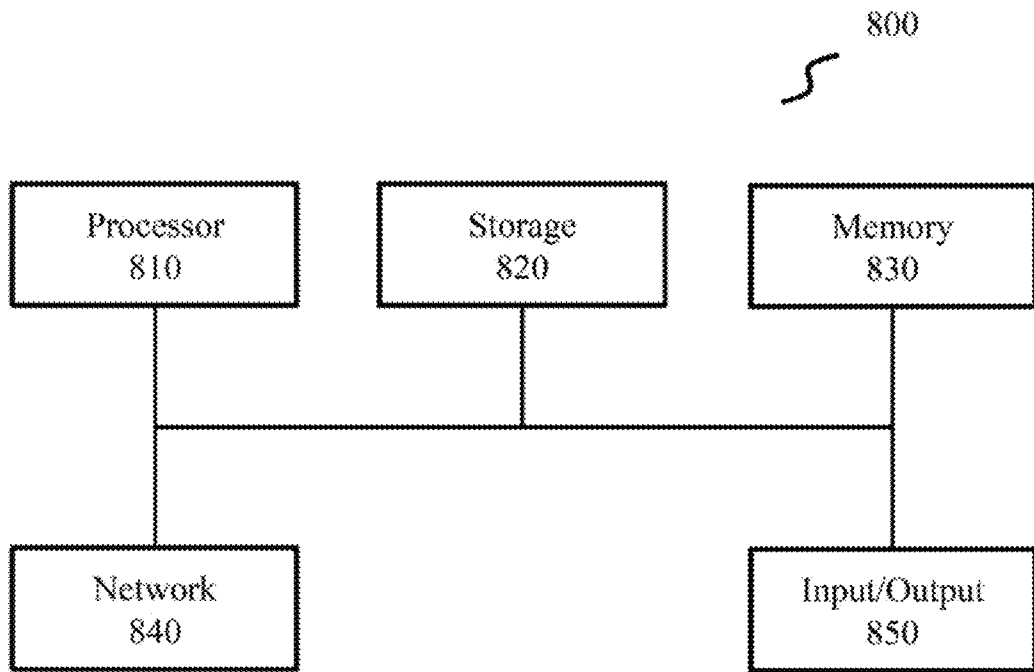 800
Processor
810
Storage
820
Memory
830
Network
840
Input/Output
850